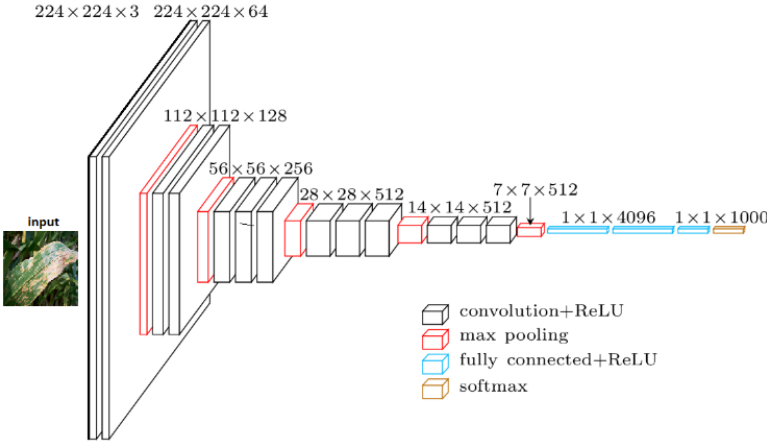 224×224×3 224×224×64
112×112×128
56×56×256
28×28×512
14×14×512
7×7×512
1×1×4096 1×1×1000
input
convolution+ReLU
max pooling
fully connected+ReLU
softmax